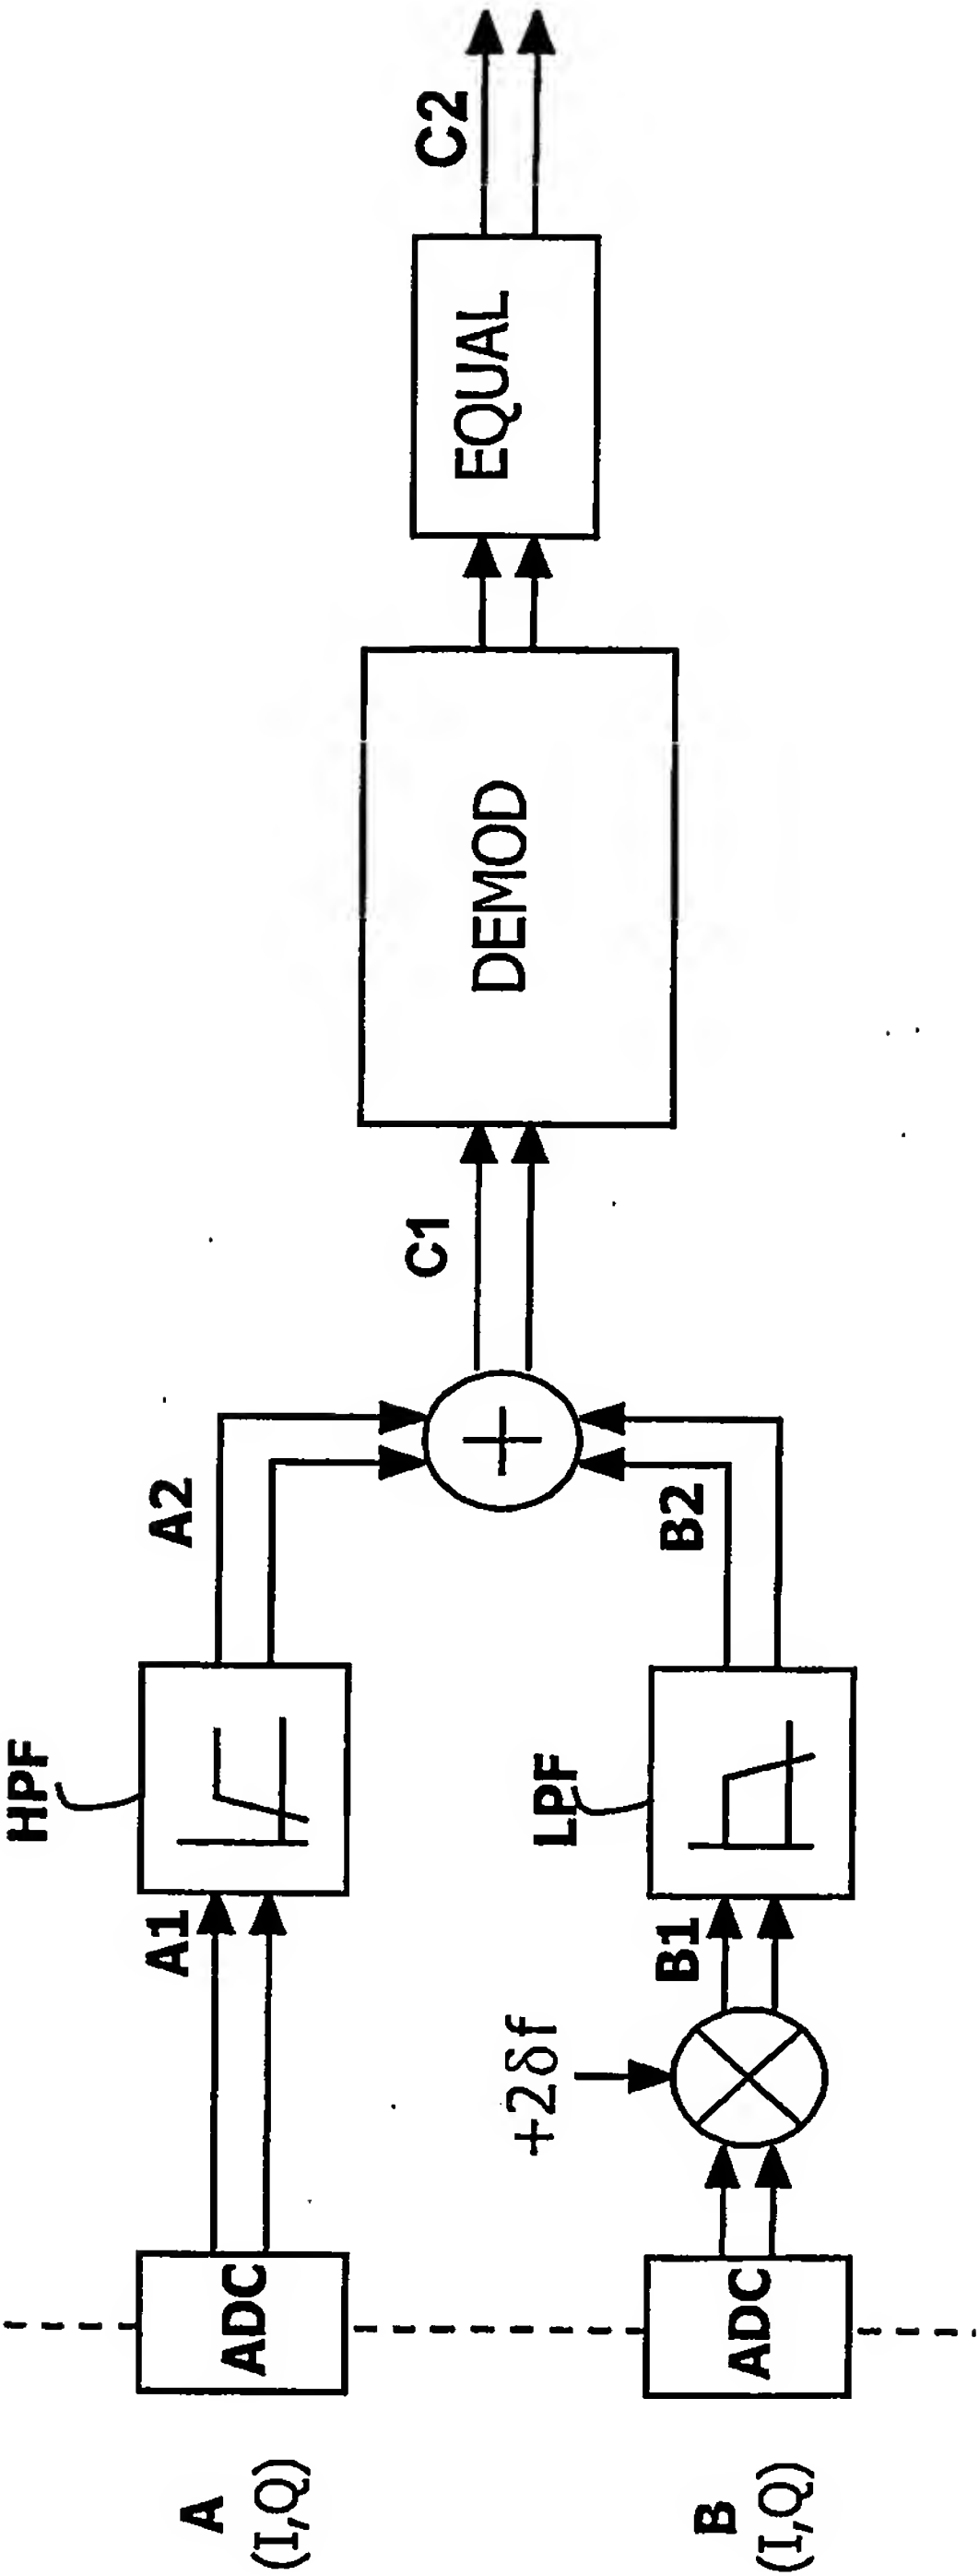 A
(I,Q)
ADC
A1
HPF
A2
B
(I,Q)
ADC
+2δf
B1
LPF
B2
+
C1
DEMOD
EQUAL
C2